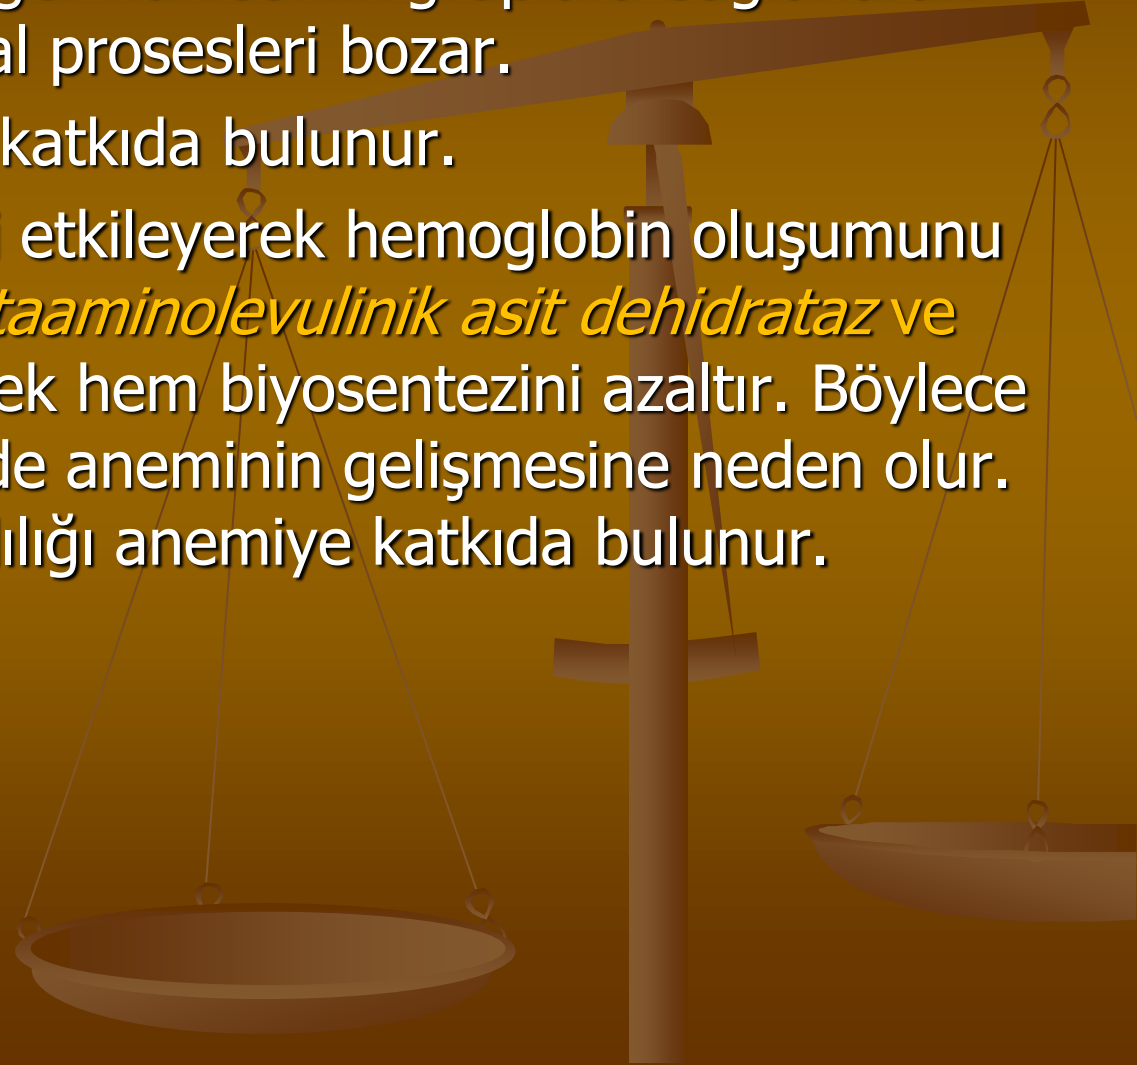 al prosesleri bozar.
katkıda bulunur.
etkileyerek hemoglobin oluşumunu
taaminolevulinik asit dehidrataz ve
ek hem biyosentezini azaltır. Böylece
de aneminin gelişmesine neden olur.
ılığı anemiye katkıda bulunur.